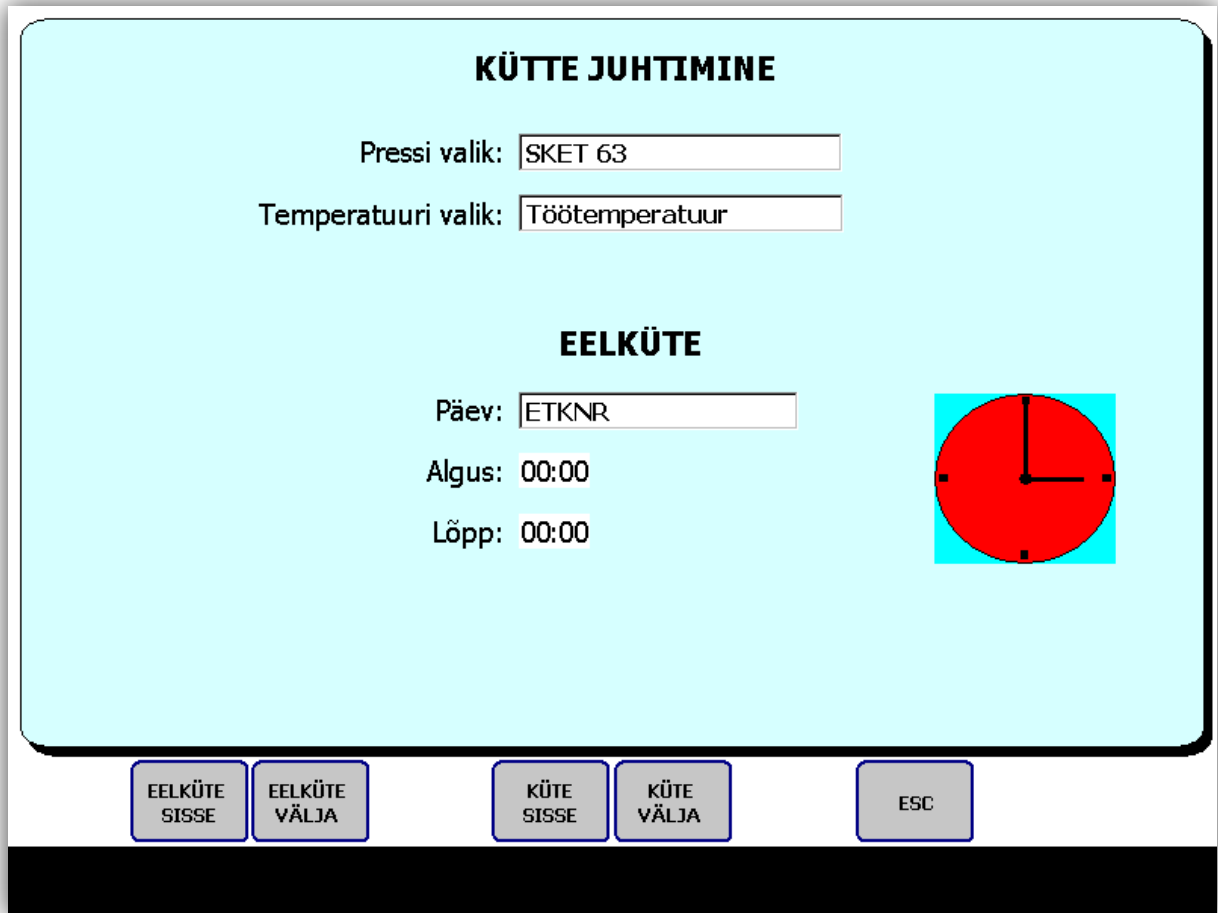 KÜTTE JUHTIMINE
Pressi valik: SKET 63
Temperatuuri valik: Töötemperatuur
EELKÜTE
Päev: ETKNR
Algus: 00:00
Lõpp: 00:00
EELKÜTE SISSE
EELKÜTE VÄLJA
KÜTE SISSE
KÜTE VÄLJA
ESC